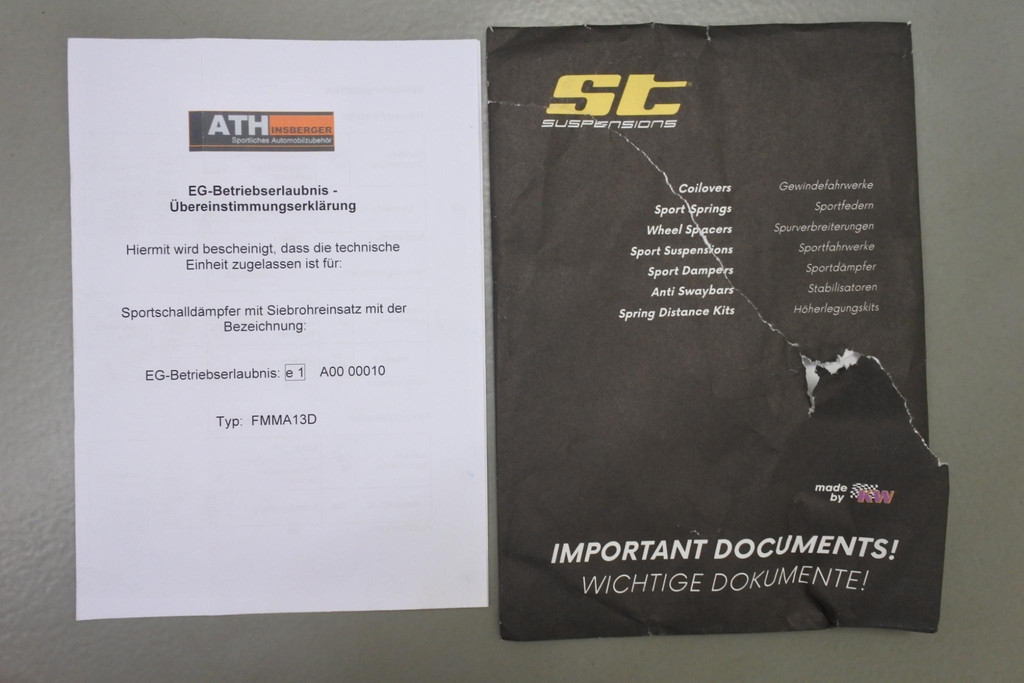 ATH
INSBERGER
Sportliches Automobilzubehör
EG-Betriebserlaubnis -
Übereinstimmungserklärung
Hiermit wird bescheinigt, dass die technische
Einheit zugelassen ist für:
Sportschalldämpfer mit Siebrohreinsatz mit der
Bezeichnung:
EG-Betriebserlaubnis: e 1 A00 00010
Typ: FMMA13D
st
SUSPENSIONS
Coilovers Gewindefahrwerke
Sport Springs Sportfedern
Wheel Spacers Spurverbreiterungen
Sport Suspensions Sportfahrwerke
Sport Dampers Sportdämpfer
Anti Swaybars Stabilisatoren
Spring Distance Kits Höherlegungskits
made
by KW
IMPORTANT DOCUMENTS!
WICHTIGE DOKUMENTE!